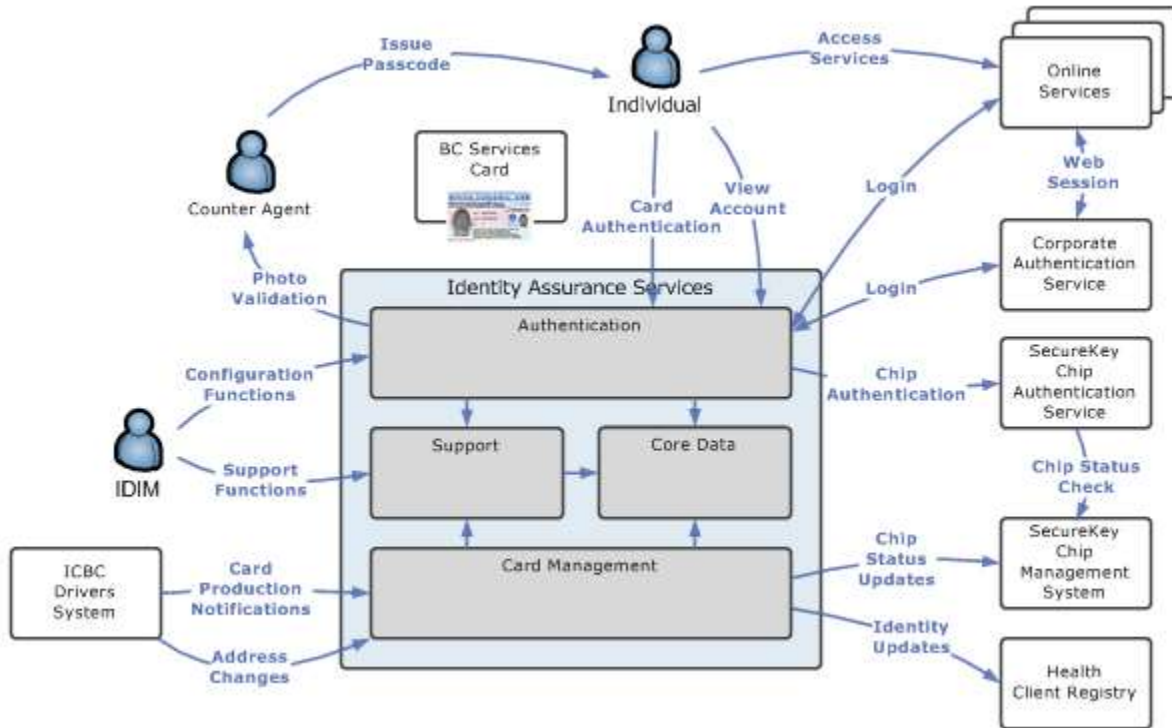 Issue
Passcode
Individual
Access
Services
Online
Services
BC Services
Card
Counter Agent
Card
Authentication
View
Account
Login
Web
Session
Photo
Validation
Identity Assurance Services
Login
Corporate
Authentication
Service
Authentication
Configuration
Functions
Chip
Authentication
SecureKey
Chip
Authentication
Service
IDIM
Support
Functions
Support
Core Data
Chip Status
Check
ICBC
Drivers
System
Card
Production
Notifications
Card Management
Chip
Status
Updates
SecureKey
Chip
Management
System
Address
Changes
Identity
Updates
Health
Client Registry